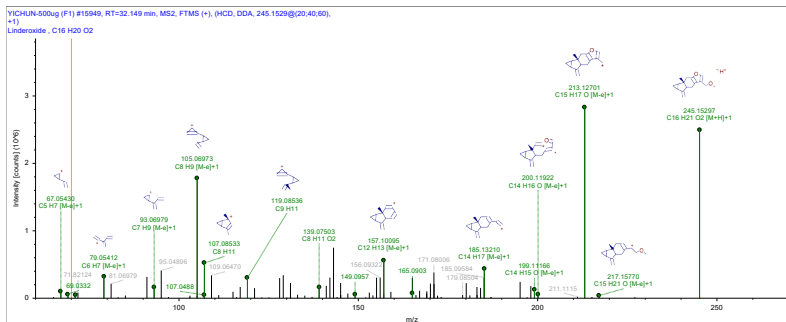 YICHUN-500ug (F1) #15949, RT=32.149 min, MS2, FTMS (+), (HCD, DDA, 245.1529@(20;40;60),
+1)
Linderoxide , C16 H20 O2
Intensity [counts] (10^6)
3
2
1
0
213.12701
C15 H17 O [M-e]+1
"H"
245.15297
C16 H21 O2 [M+H]+1
105.06973
C8 H9 [M-e]+1
67.05430
C5 H7 [M-e]+1
93.06979
C7 H9 [M-e]+1
119.08536
C9 H11
200.11922
C14 H16 O [M-e]+1
79.05412
C6 H7 [M-e]+1
107.08533
C8 H11
139.07503
C8 H11 O2
157.10095
C12 H13 [M-e]+1
185.13210
C14 H17 [M-e]+1
199.11166
C14 H15 O [M-e]+1
217.15770
C15 H21 O [M-e]+1
71.82124
69.0332
81.06979
95.04896
107.0488
109.06470
149.0957
156.09322
165.0903
171.08006
179.08504
185.09584
211.1115
100
150
200
250
m/z